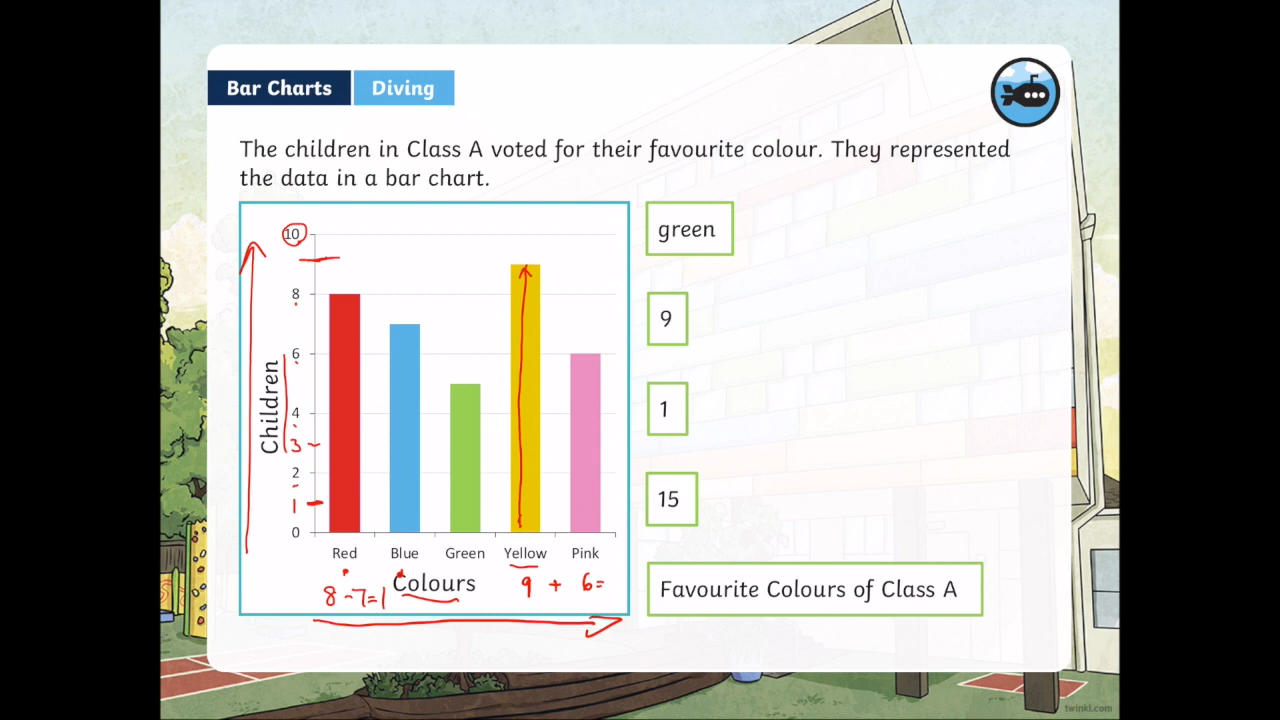 Bar Charts
Diving
The children in Class A voted for their favourite colour. They represented
the data in a bar chart.
10
8
6
4
3
2
1
0
Children
Red Blue Green Yellow Pink
Colours
8-7=1
9 + 6=
green
9
1
15
Favourite Colours of Class A
twinkl.com